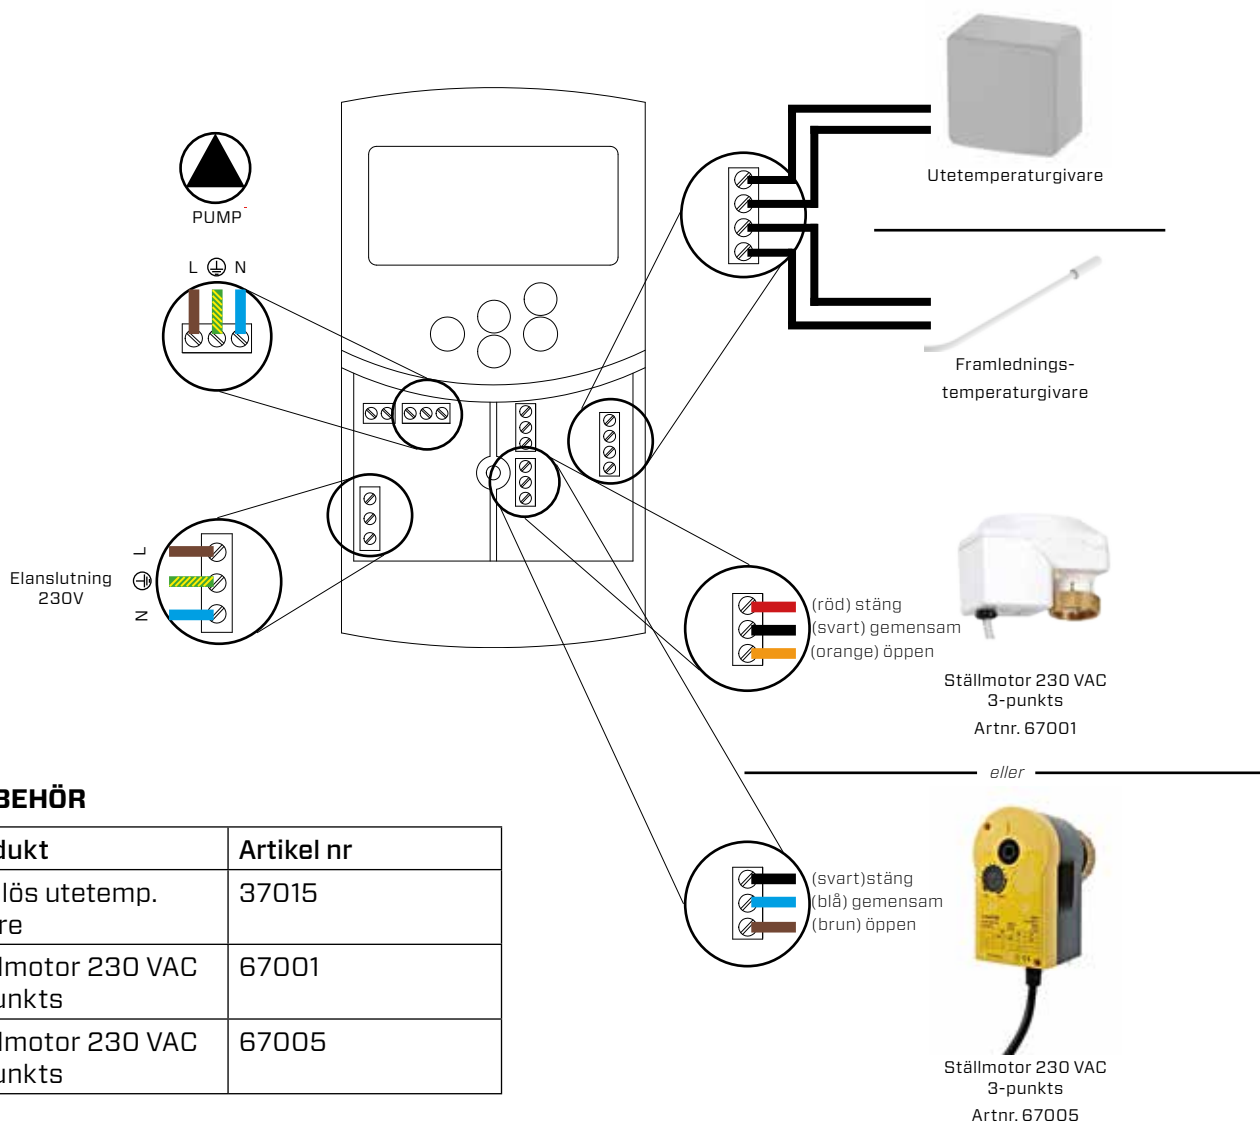 Utetemperaturgivare
PUMP
L N
Framlednings-
temperaturgivare
L
N
Elanslutning
230V
(röd) stäng
(svart) gemensam
(orange) öppen
Ställmotor 230 VAC
3-punkts
Artnr. 67001
eller
(svart)stäng
(blå) gemensam
(brun) öppen
Ställmotor 230 VAC
3-punkts
Artnr. 67005
BEHÖR
dukt Artikel nr
lös utetemp. 37015
re
lmotor 230 VAC 67001
unkts
lmotor 230 VAC 67005
unkts